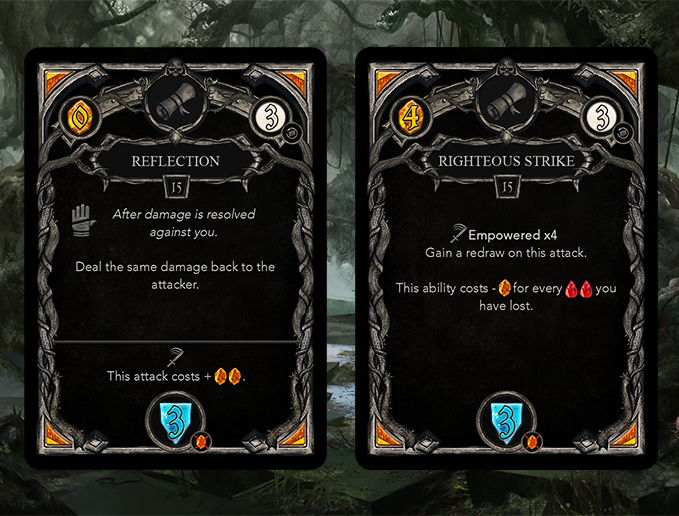 0
3
REFLECTION
15
After damage is resolved
against you.
Deal the same damage back to the
attacker.
This attack costs + .
3
4
3
RIGHTEOUS STRIKE
15
Empowered x4
Gain a redraw on this attack.
This ability costs - for every you
have lost.
3